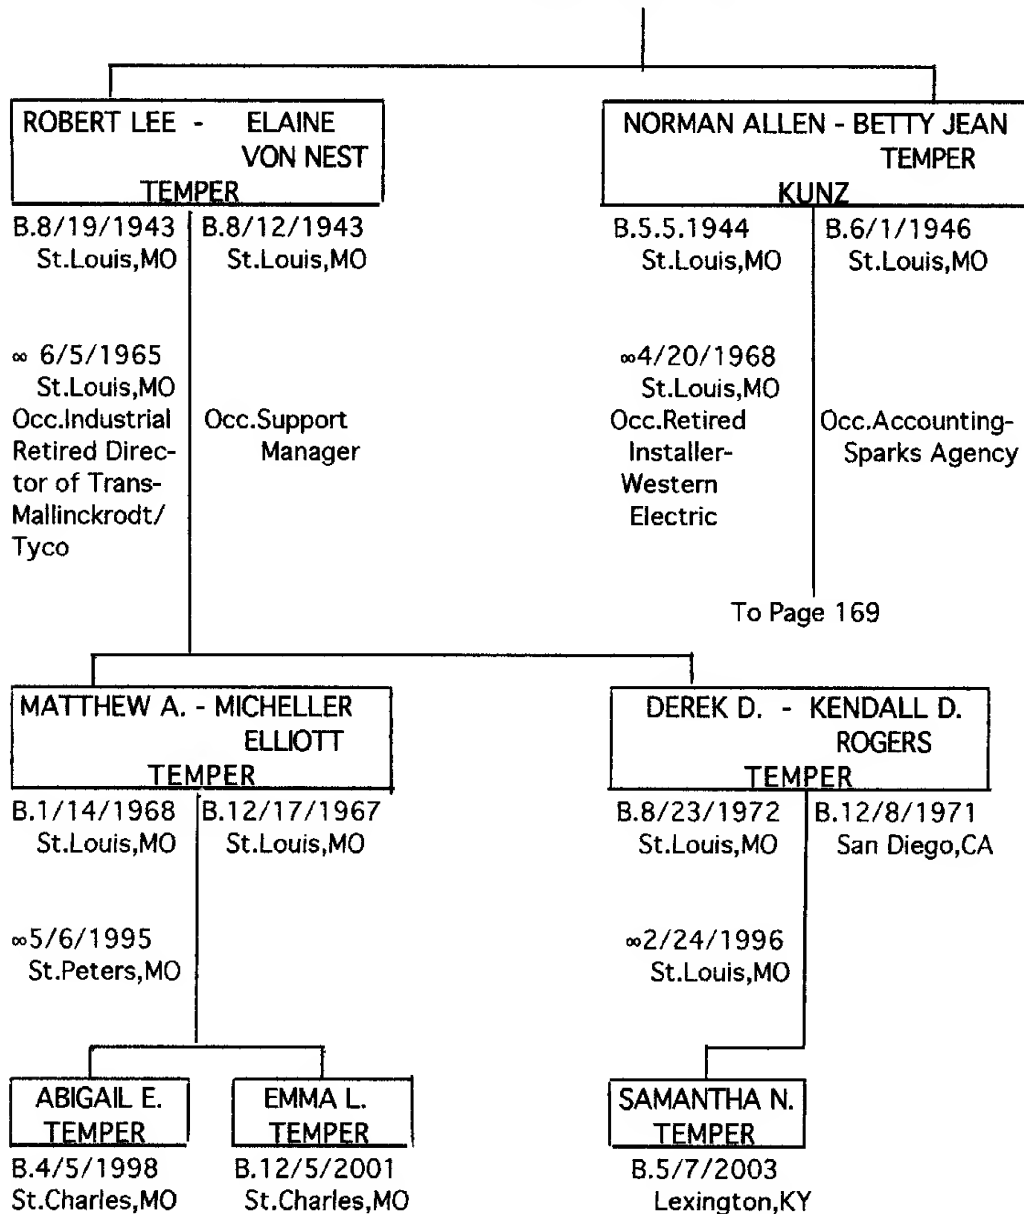 ROBERT LEE - ELAINE
VON NEST
TEMPER
B.8/19/1943
St.Louis,MO
B.8/12/1943
St.Louis,MO
∞ 6/5/1965
St.Louis,MO
Occ.Industrial
Retired Direc-
tor of Trans-
Mallinckrodt/
Tyco
Occ.Support
Manager
NORMAN ALLEN - BETTY JEAN
TEMPER
KUNZ
B.5.5.1944
St.Louis,MO
B.6/1/1946
St.Louis,MO
∞4/20/1968
St.Louis,MO
Occ.Retired
Installer-
Western
Electric
Occ.Accounting-
Sparks Agency
To Page 169
MATTHEW A. - MICHELLER
ELLIOTT
TEMPER
B.1/14/1968
St.Louis,MO
B.12/17/1967
St.Louis,MO
∞5/6/1995
St.Peters,MO
DEREK D. - KENDALL D.
ROGERS
TEMPER
B.8/23/1972
St.Louis,MO
B.12/8/1971
San Diego,CA
∞2/24/1996
St.Louis,MO
ABIGAIL E.
TEMPER
B.4/5/1998
St.Charles,MO
EMMA L.
TEMPER
B.12/5/2001
St.Charles,MO
SAMANTHA N.
TEMPER
B.5/7/2003
Lexington,KY